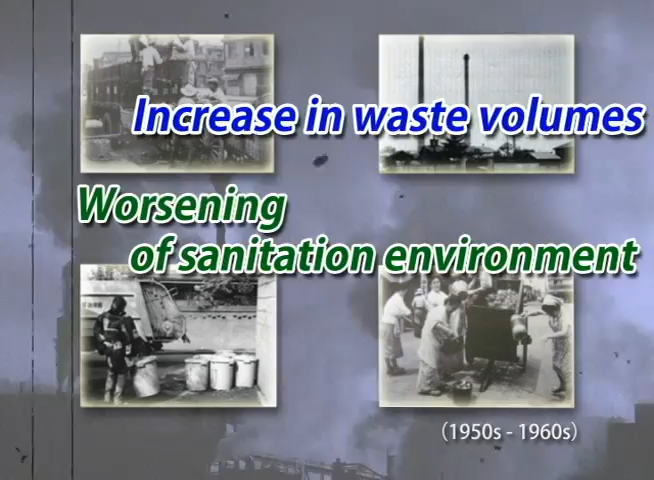 Increase in waste volumes
Worsening
of sanitation environment
(1950s - 1960s)